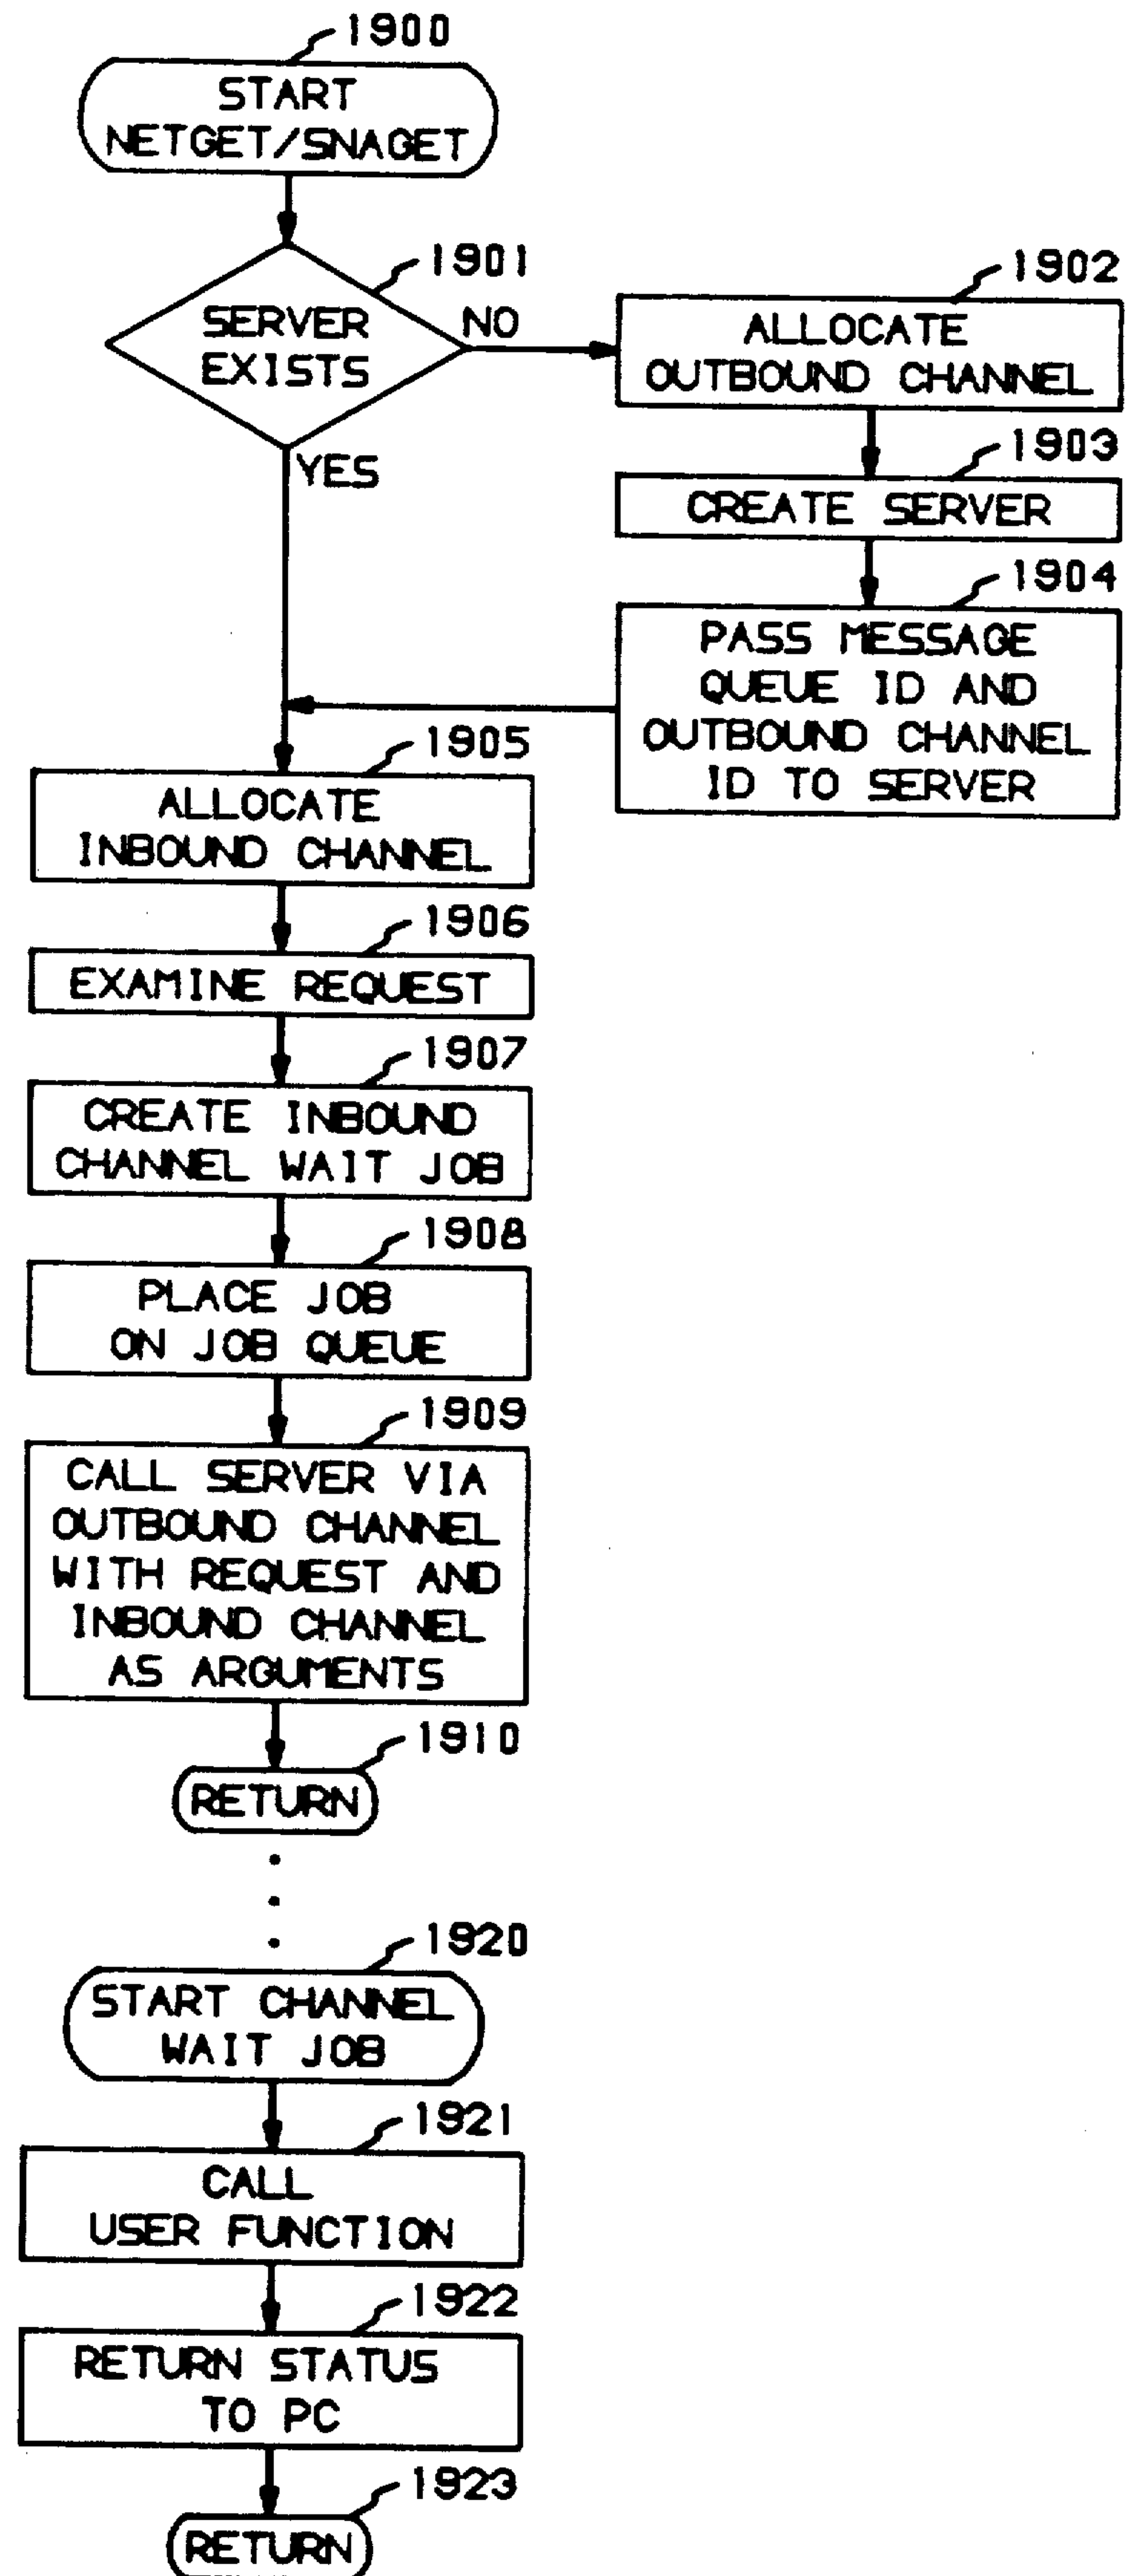 1900
START
NETGET/SNAGET
1901
SERVER
EXISTS
NO
YES
1902
ALLOCATE
OUTBOUND CHANNEL
1903
CREATE SERVER
1904
PASS MESSAGE
QUEUE ID AND
OUTBOUND CHANNEL
ID TO SERVER
1905
ALLOCATE
INBOUND CHANNEL
1906
EXAMINE REQUEST
1907
CREATE INBOUND
CHANNEL WAIT JOB
1908
PLACE JOB
ON JOB QUEUE
1909
CALL SERVER VIA
OUTBOUND CHANNEL
WITH REQUEST AND
INBOUND CHANNEL
AS ARGUMENTS
1910
RETURN
1920
START CHANNEL
WAIT JOB
1921
CALL
USER FUNCTION
1922
RETURN STATUS
TO PC
1923
RETURN